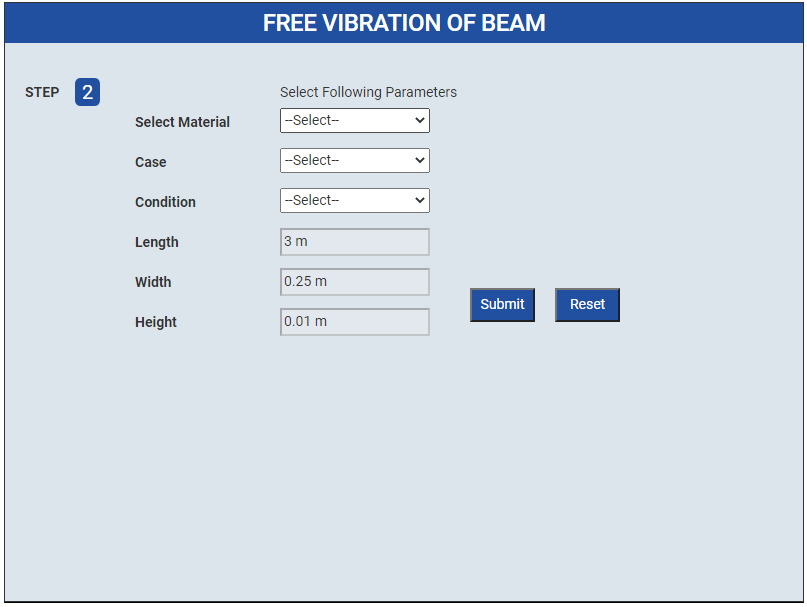 FREE VIBRATION OF BEAM
STEP 2 Select Following Parameters
Select Material --Select--
Case --Select--
Condition --Select--
Length 3 m
Width 0.25 m
Submit Reset
Height 0.01 m